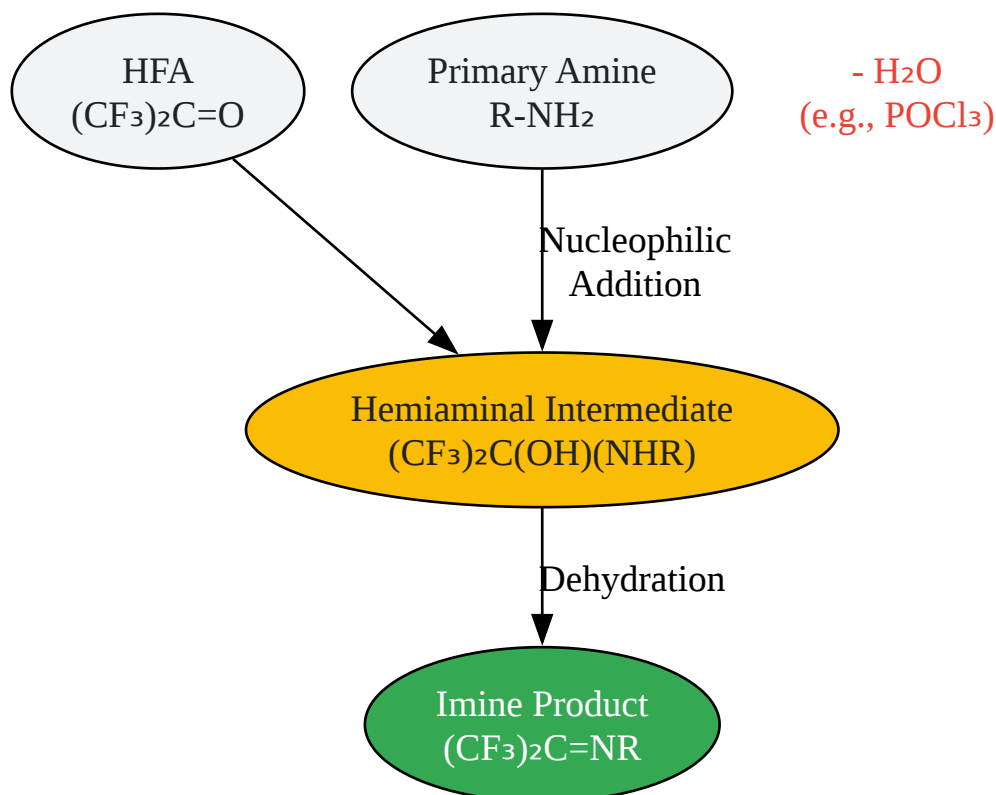 HFA
(CF₃)₂C=O
Primary Amine
R-NH₂
- H₂O
(e.g., POCl₃)
Nucleophilic
Addition
Hemiaminal Intermediate
(CF₃)₂C(OH)(NHR)
Dehydration
Imine Product
(CF₃)₂C=NR